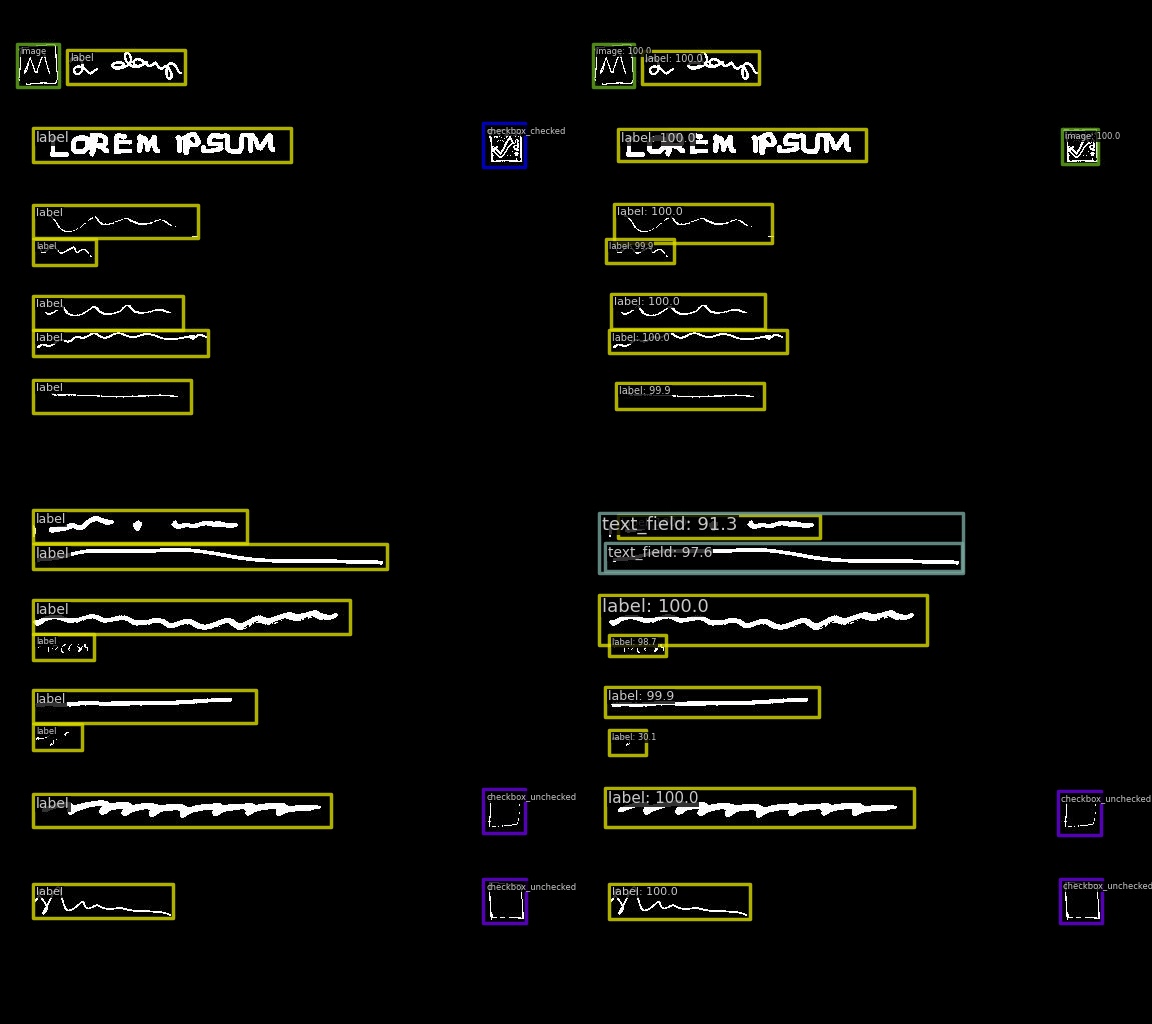 image label image: 100.0 label: 100.0
label LOREM IPSUM checkbox_checked label: 100.0 LOREM IPSUM image: 100.0
label label: 100.0
label label: 99.9
label label: 100.0
label label: 100.0
label label: 99.9
label text_field: 91.3
label text_field: 97.6
label label: 100.0
label label: 98.7
label label: 99.9
label label: 30.1
label checkbox_unchecked label: 100.0 checkbox_unchecked
label checkbox_unchecked label: 100.0 checkbox_unchecked